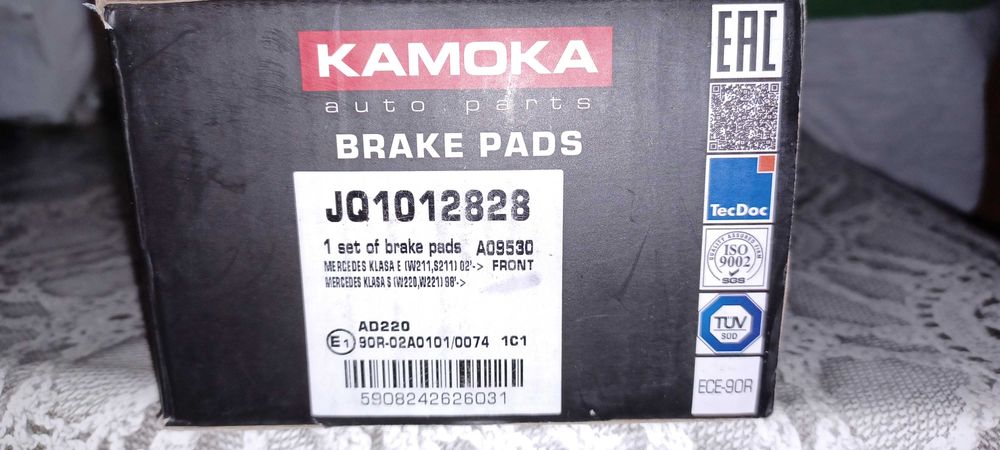 KAMOKA
auto parts
BRAKE PADS
JQ1012828
1 set of brake pads A09530
MERCEDES KLASA E (W211,S211) 02'-> FRONT
MERCEDES KLASA S (W220,W221) 98'->
AD220
E1 90R-02A0101/0074 1C1
5908242626031
EAC
TecDoc
QUALITY ASSURED FIRM
ISO
9002
SGS
TÜV
SÜD
ECE-90R